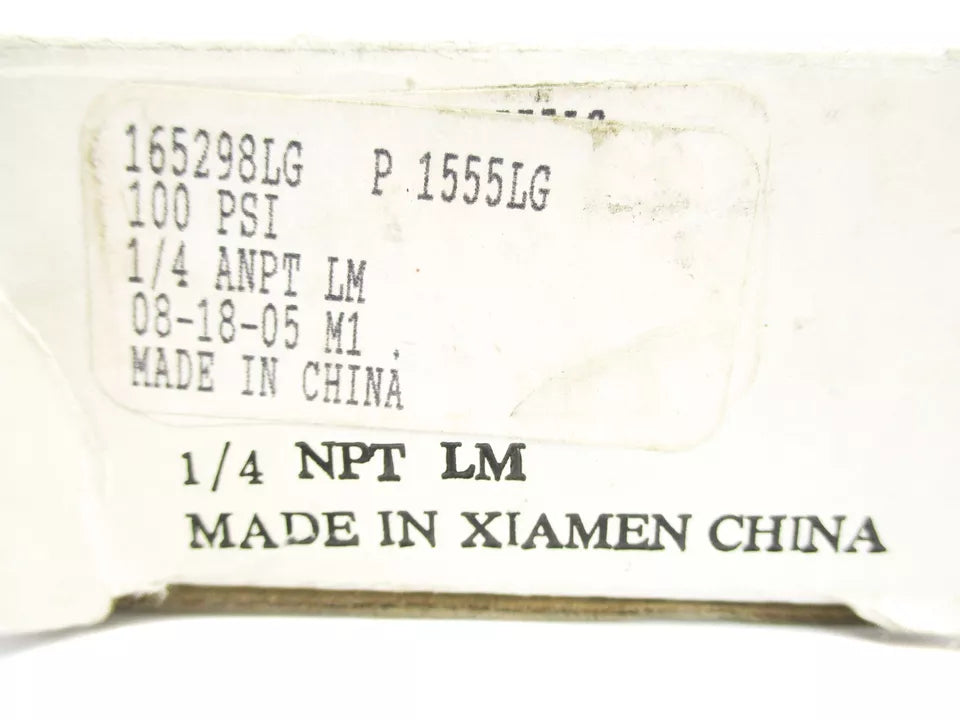 165298LG P 1555LG
100 PSI
1/4 ANPT LM
08-18-05 M1 .
MADE IN CHINA
1/4 NPT LM
MADE IN XIAMEN CHINA